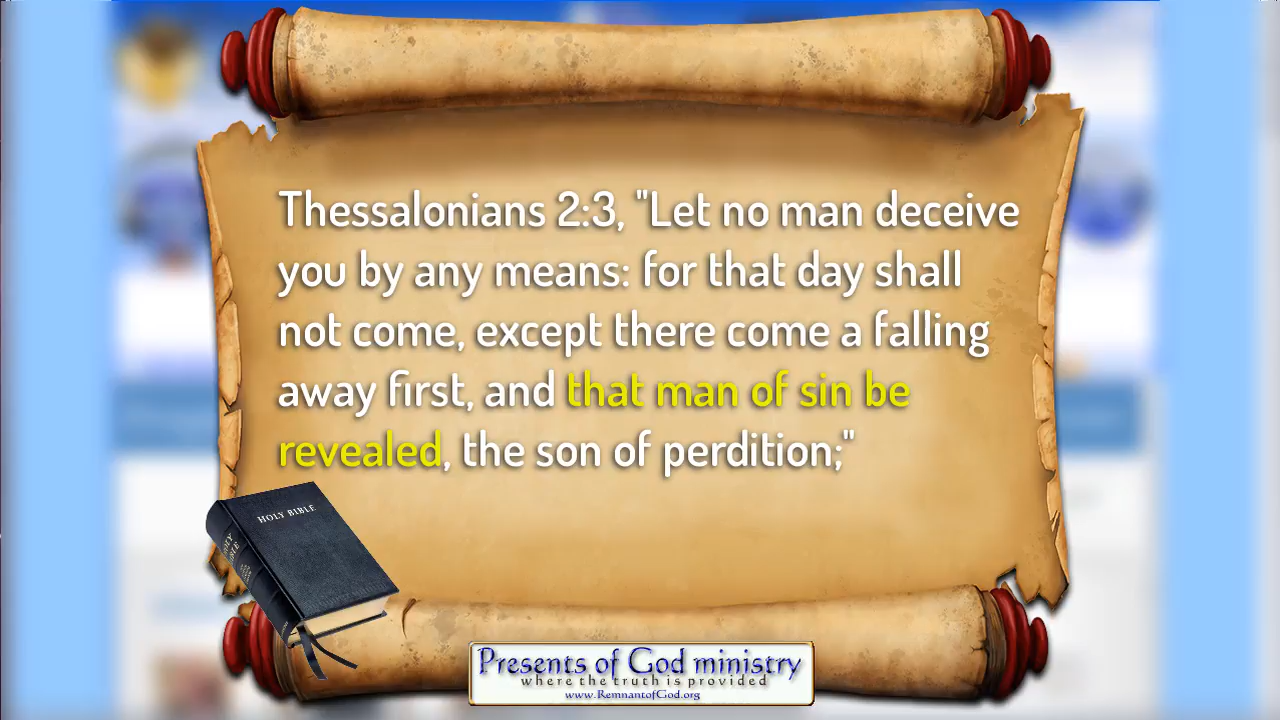 Thessalonians 2:3, "Let no man deceive
you by any means: for that day shall
not come, except there come a falling
away first, and that man of sin be
revealed, the son of perdition;"
HOLY BIBLE
Presents of God ministry
where the truth is provided
www.RemnantofGod.org